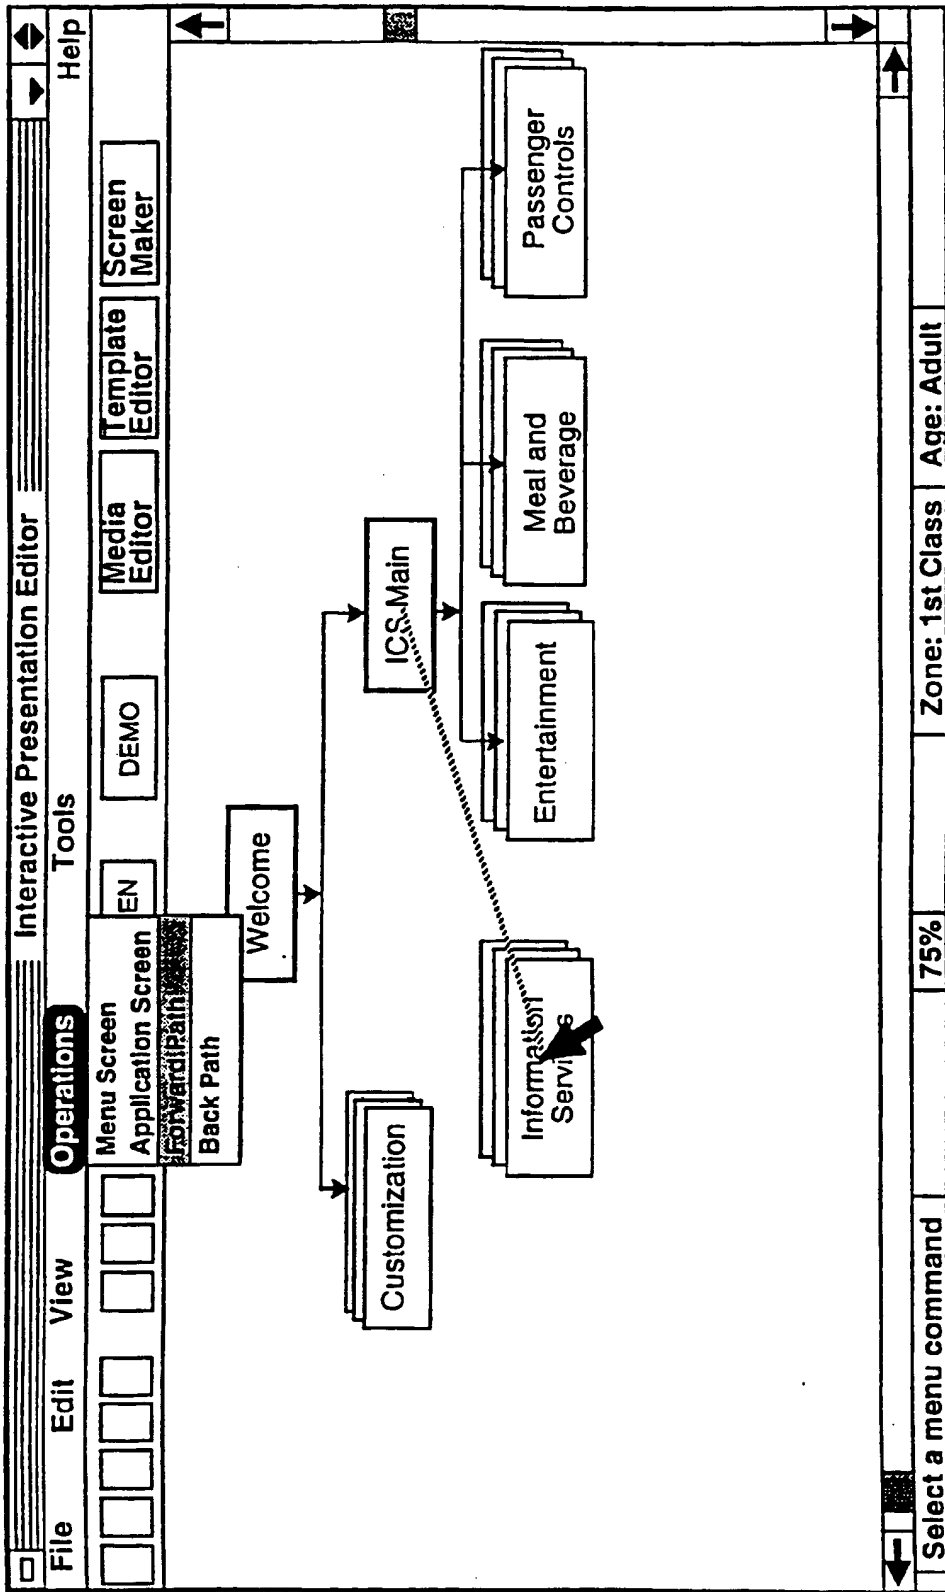 Interactive Presentation Editor
File Edit View Operations Tools Help
Menu Screen
Application Screen
Forward Path
Back Path
EN
DEMO
Media
Editor
Template
Editor
Screen
Maker
Welcome
Customization
ICS Main
Information
Services
Entertainment
Meal and
Beverage
Passenger
Controls
Select a menu command 75% Zone: 1st Class Age: Adult